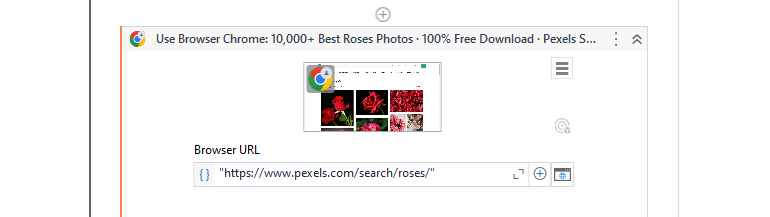 Use Browser Chrome: 10,000+ Best Roses Photos · 100% Free Download · Pexels S...
Browser URL
"https://www.pexels.com/search/roses/"